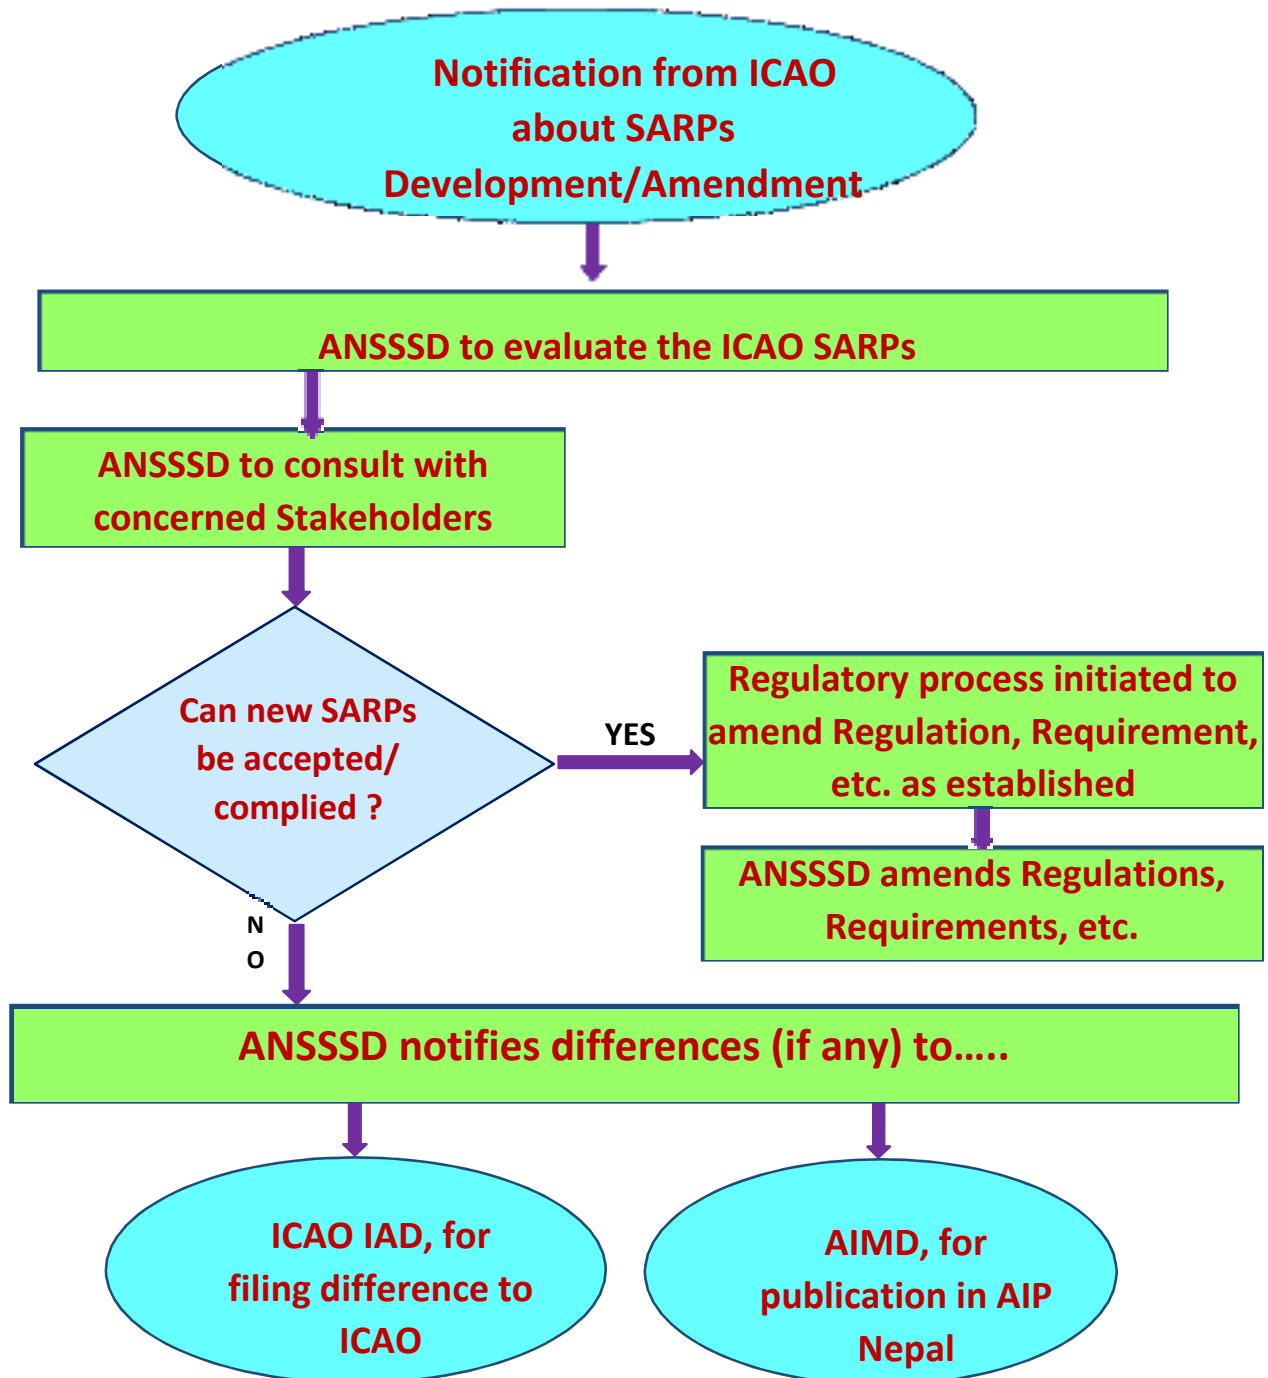 Notification from ICAO
about SARPs
Development/Amendment
ANSSSD to evaluate the ICAO SARPs
ANSSSD to consult with
concerned Stakeholders
Can new SARPs
be accepted/
complied ?
YES
Regulatory process initiated to
amend Regulation, Requirement,
etc. as established
ANSSSD amends Regulations,
Requirements, etc.
N
O
ANSSSD notifies differences (if any) to.....
ICAO IAD, for
filing difference to
ICAO
AIMD, for
publication in AIP
Nepal